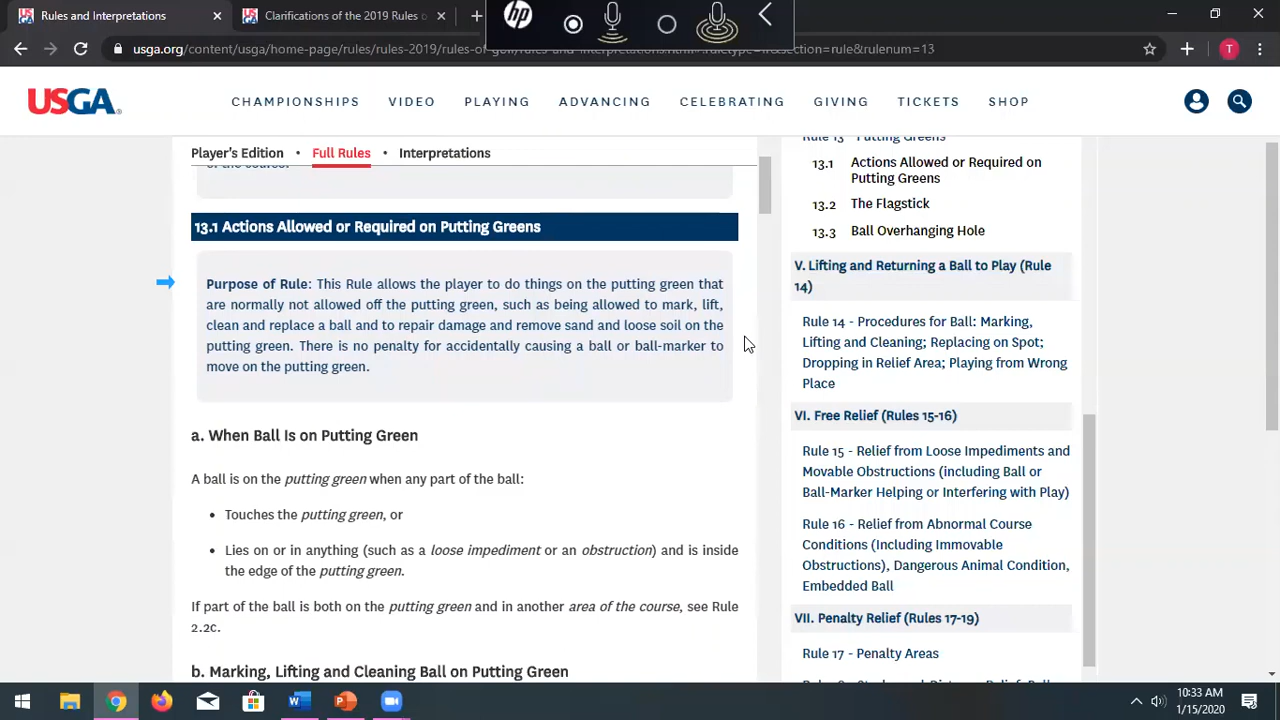 Rules and Interpretations
Clarifications of the 2019 Rules o
hp
usga.org/content/usga/home-page/rules/rules-2019/rules-of-golf/rules-and-interpretations.html
section=rule&rulenum=13
T
USGA
CHAMPIONSHIPS VIDEO PLAYING ADVANCING CELEBRATING GIVING TICKETS SHOP
Player's Edition • Full Rules • Interpretations
of the course.
13.1 Actions Allowed or Required on Putting Greens
Purpose of Rule: This Rule allows the player to do things on the putting green that
are normally not allowed off the putting green, such as being allowed to mark, lift,
clean and replace a ball and to repair damage and remove sand and loose soil on the
putting green. There is no penalty for accidentally causing a ball or ball-marker to
move on the putting green.
a. When Ball Is on Putting Green
A ball is on the putting green when any part of the ball:
• Touches the putting green, or
• Lies on or in anything (such as a loose impediment or an obstruction) and is inside
the edge of the putting green.
If part of the ball is both on the putting green and in another area of the course, see Rule
2.2c.
b. Marking, Lifting and Cleaning Ball on Putting Green
Rule 13 - Putting Greens
13.1 Actions Allowed or Required on
Putting Greens
13.2 The Flagstick
13.3 Ball Overhanging Hole
V. Lifting and Returning a Ball to Play (Rule
14)
Rule 14 - Procedures for Ball: Marking,
Lifting and Cleaning; Replacing on Spot;
Dropping in Relief Area; Playing from Wrong
Place
VI. Free Relief (Rules 15-16)
Rule 15 - Relief from Loose Impediments and
Movable Obstructions (including Ball or
Ball-Marker Helping or Interfering with Play)
Rule 16 - Relief from Abnormal Course
Conditions (Including Immovable
Obstructions), Dangerous Animal Condition,
Embedded Ball
VII. Penalty Relief (Rules 17-19)
Rule 17 - Penalty Areas
10:33 AM
1/15/2020